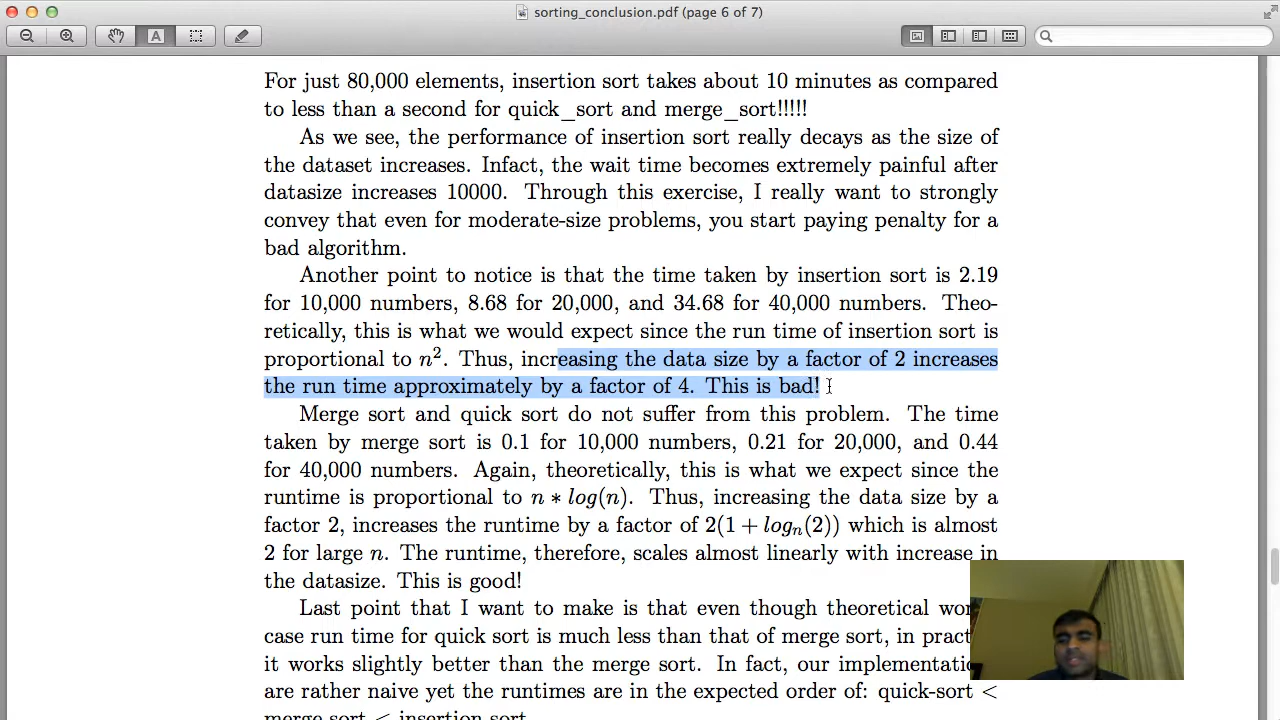 sorting_conclusion.pdf (page 6 of 7)
A
For just 80,000 elements, insertion sort takes about 10 minutes as compared
to less than a second for quick_sort and merge_sort!!!!!
As we see, the performance of insertion sort really decays as the size of
the dataset increases. Infact, the wait time becomes extremely painful after
datasize increases 10000. Through this exercise, I really want to strongly
convey that even for moderate-size problems, you start paying penalty for a
bad algorithm.
Another point to notice is that the time taken by insertion sort is 2.19
for 10,000 numbers, 8.68 for 20,000, and 34.68 for 40,000 numbers. Theo-
retically, this is what we would expect since the run time of insertion sort is
proportional to n². Thus, increasing the data size by a factor of 2 increases
the run time approximately by a factor of 4. This is bad!
Merge sort and quick sort do not suffer from this problem. The time
taken by merge sort is 0.1 for 10,000 numbers, 0.21 for 20,000, and 0.44
for 40,000 numbers. Again, theoretically, this is what we expect since the
runtime is proportional to n ∗ log(n). Thus, increasing the data size by a
factor 2, increases the runtime by a factor of 2(1 + logₙ(2)) which is almost
2 for large n. The runtime, therefore, scales almost linearly with increase in
the datasize. This is good!
Last point that I want to make is that even though theoretical
case run time for quick sort is much less than that of merge sort, in
it works slightly better than the merge sort. In fact, our
are rather naive yet the runtimes are in the expected order of: quick-sort <
merge sort < insertion sort